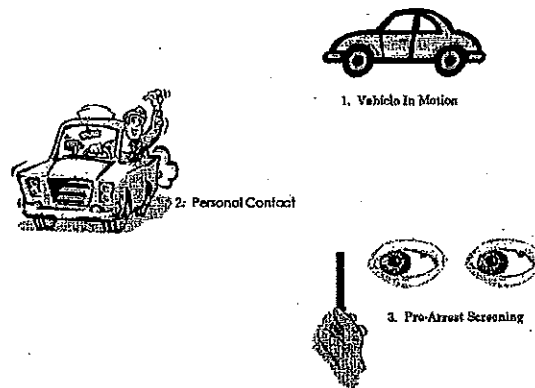 1. Vehicle In Motion
2: Personal Contact
3. Pre-Arrest Screening